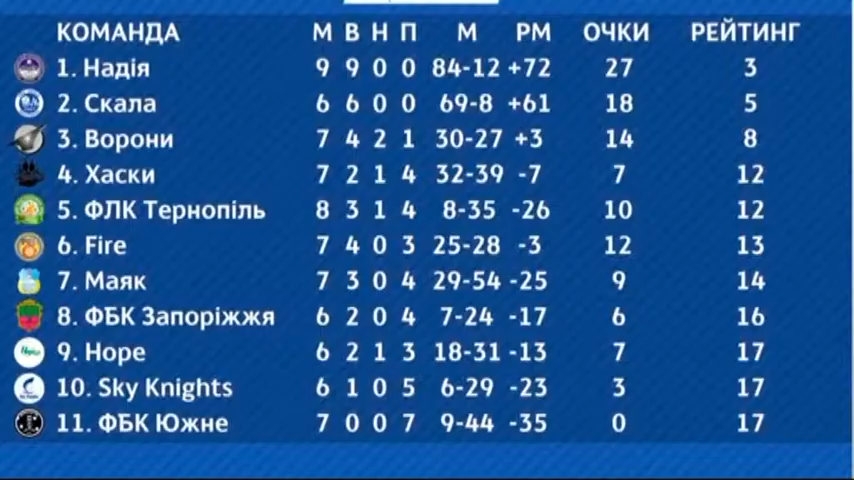 КОМАНДА М В Н П М РМ ОЧКИ РЕЙТИНГ
1. Надія 9 9 0 0 84-12 +72 27 3
2. Скала 6 6 0 0 69-8 +61 18 5
3. Ворони 7 4 2 1 30-27 +3 14 8
4. Хаски 7 2 1 4 32-39 -7 7 12
5. ФЛК Тернопіль 8 3 1 4 8-35 -26 10 12
6. Fire 7 4 0 3 25-28 -3 12 13
7. Маяк 7 3 0 4 29-54 -25 9 14
8. ФБК Запоріжжя 6 2 0 4 7-24 -17 6 16
9. Hope 6 2 1 3 18-31 -13 7 17
10. Sky Knights 6 1 0 5 6-29 -23 3 17
11. ФБК Южне 7 0 0 7 9-44 -35 0 17